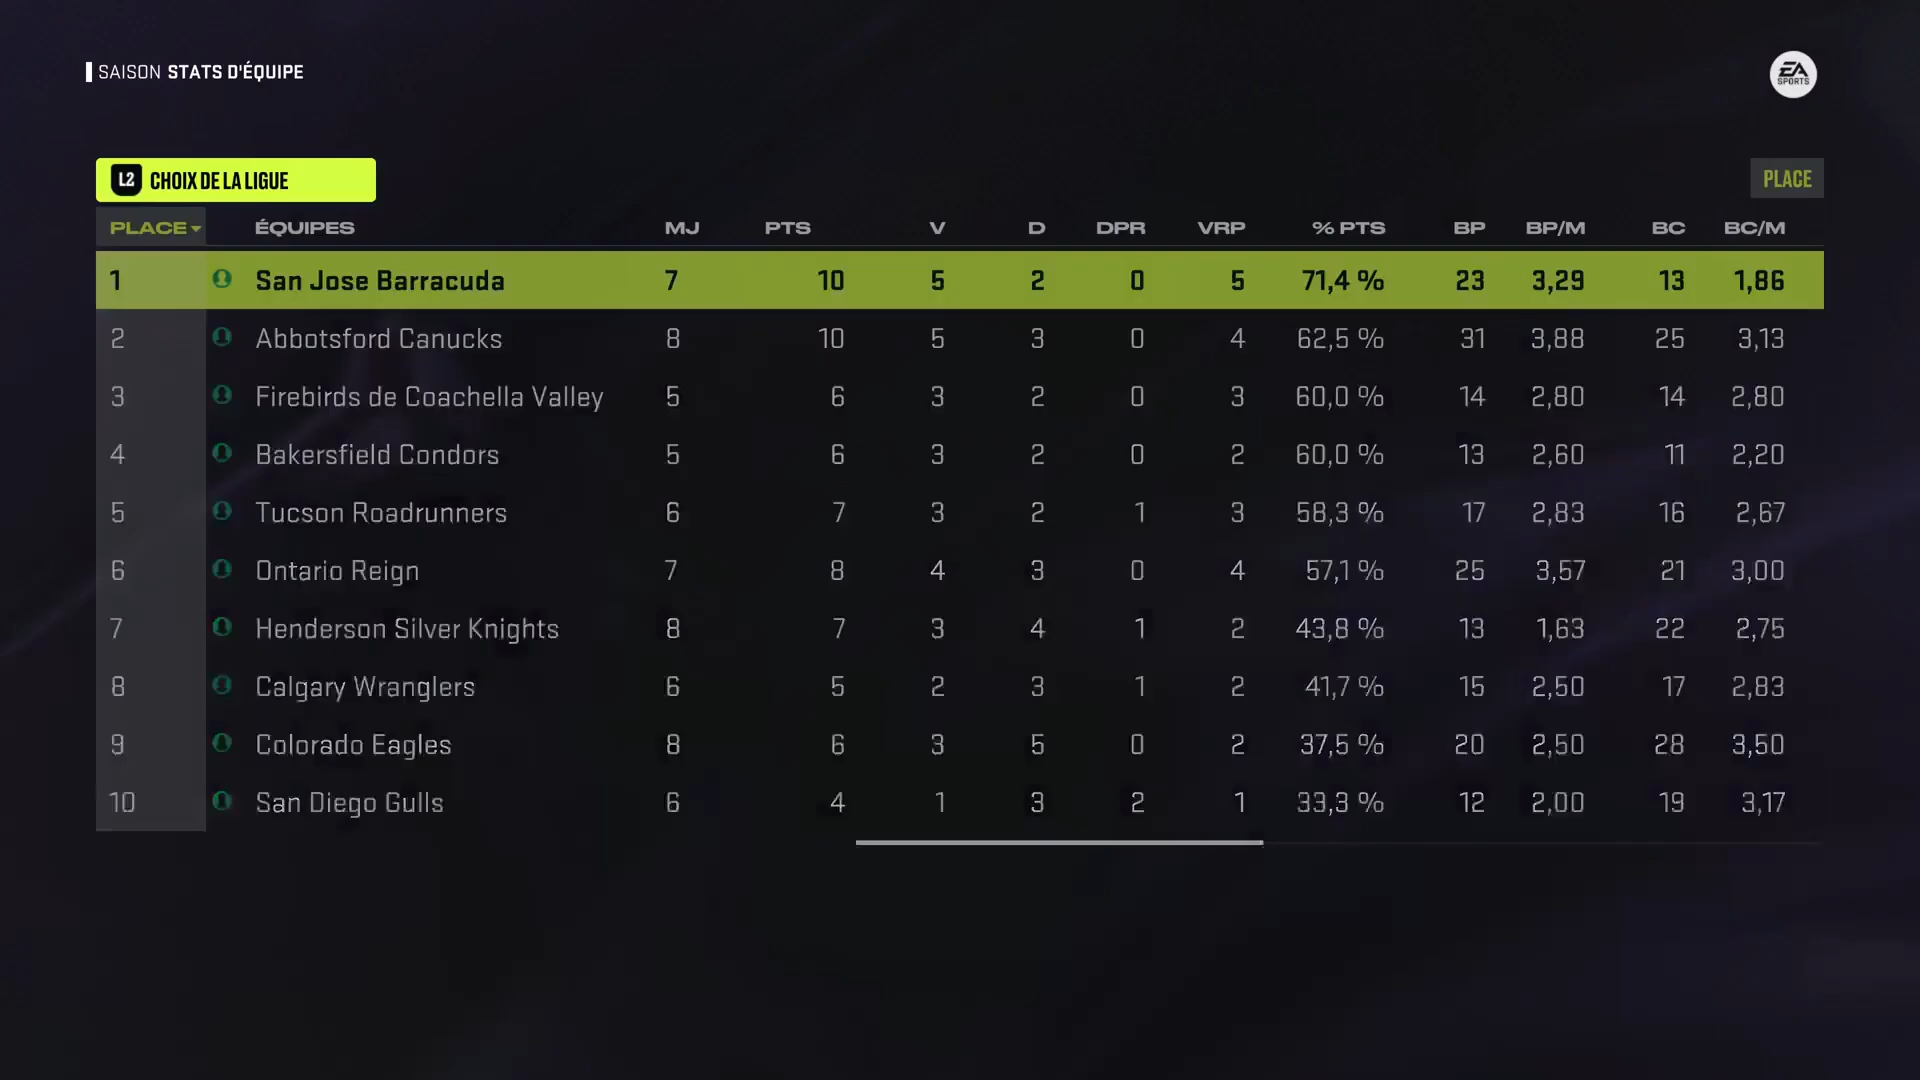 SAISON STATS D'ÉQUIPE
EA SPORTS
L2 CHOIX DE LA LIGUE
PLACE
PLACE ÉQUIPES MJ PTS V D DPR VRP % PTS BP BP/M BC BC/M
1 San Jose Barracuda 7 10 5 2 0 5 71,4 % 23 3,29 13 1,86
2 Abbotsford Canucks 8 10 5 3 0 4 62,5 % 31 3,88 25 3,13
3 Firebirds de Coachella Valley 5 6 3 2 0 3 60,0 % 14 2,80 14 2,80
4 Bakersfield Condors 5 6 3 2 0 2 60,0 % 13 2,60 11 2,20
5 Tucson Roadrunners 6 7 3 2 1 3 58,3 % 17 2,83 16 2,67
6 Ontario Reign 7 8 4 3 0 4 57,1 % 25 3,57 21 3,00
7 Henderson Silver Knights 8 7 3 4 1 2 43,8 % 13 1,63 22 2,75
8 Calgary Wranglers 6 5 2 3 1 2 41,7 % 15 2,50 17 2,83
9 Colorado Eagles 8 6 3 5 0 2 37,5 % 20 2,50 28 3,50
10 San Diego Gulls 6 4 1 3 2 1 33,3 % 12 2,00 19 3,17